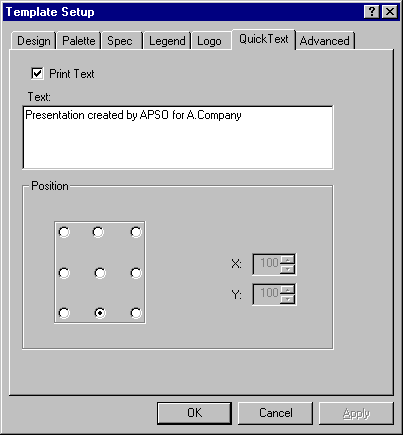 Template Setup
Design Palette Spec Legend Logo QuickText Advanced
Print Text
Text:
Presentation created by APSO for A.Company
Position
X: 100
Y: 100
OK Cancel Apply